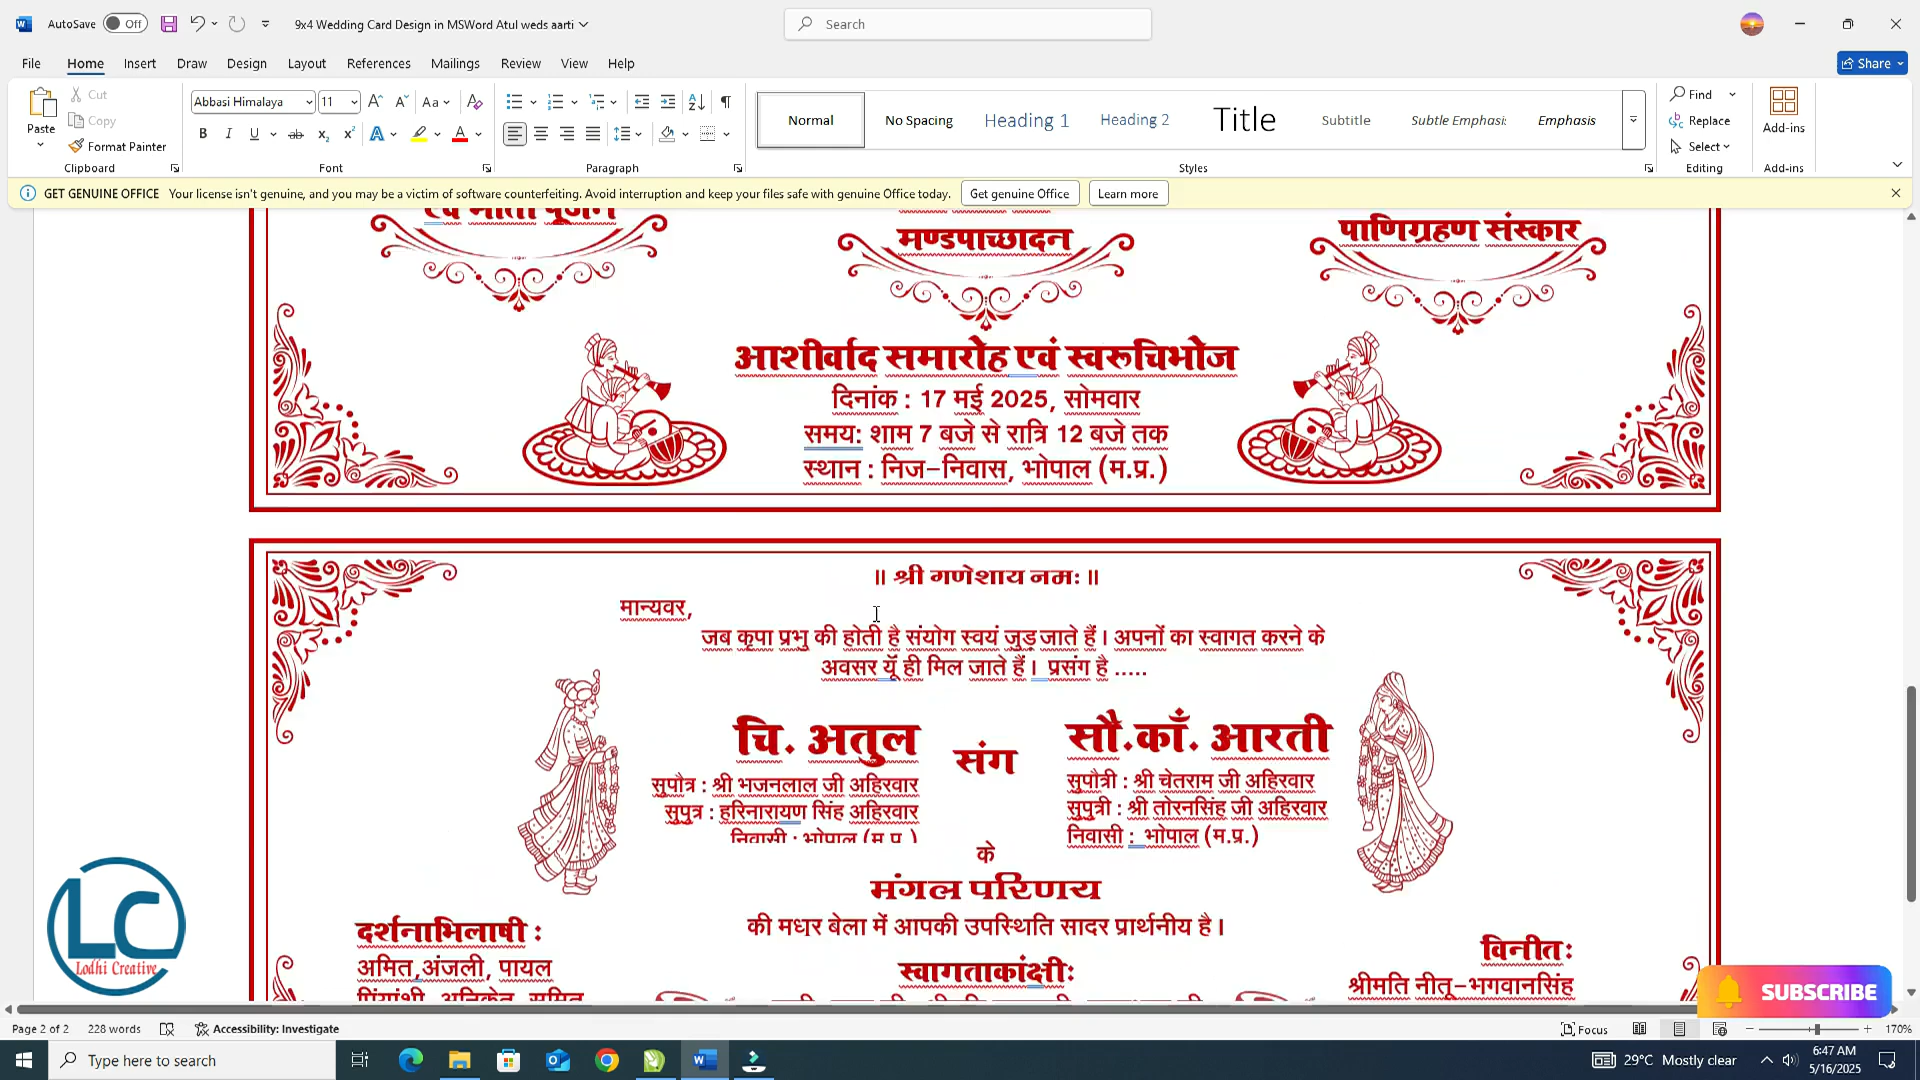 AutoSave Off 9x4 Wedding Card Design in MSWord Atul weds aarti Search
File Home Insert Draw Design Layout References Mailings Review View Help Share
Paste Cut Copy Format Painter
Clipboard
Abbasi Himalaya 11
Font
Paragraph
Normal No Spacing Heading 1 Heading 2 Title Subtitle Subtle Emphasi: Emphasis
Styles
Find Replace Select
Editing
Add-ins
Add-ins
GET GENUINE OFFICE Your license isn't genuine, and you may be a victim of software counterfeiting. Avoid interruption and keep your files safe with genuine Office today. Get genuine Office Learn more
एवं माता पूजन
मण्डपाच्छादन
पाणिग्रहण संस्कार
आशीर्वाद समारोह एवं स्वरूचिभोज
दिनांक : 17 मई 2025, सोमवार
समय: शाम 7 बजे से रात्रि 12 बजे तक
स्थान : निज-निवास, भोपाल (म.प्र.)
॥ श्री गणेशाय नमः ॥
मान्यवर,
जब कृपा प्रभु की होती है संयोग स्वयं जुड़ जाते हैं । अपनों का स्वागत करने के
अवसर यूँ ही मिल जाते हैं । प्रसंग है .....
चि. अतुल
सुपौत्र : श्री भजनलाल जी अहिरवार
सुपुत्र : हरिनारायण सिंह अहिरवार
निवासी : भोपाल (म.प्र.)
संग
सौ.काँ. आरती
सुपौत्री : श्री चेतराम जी अहिरवार
सुपुत्री : श्री तोरनसिंह जी अहिरवार
निवासी : भोपाल (म.प्र.)
के
मंगल परिणय
की मधर बेला में आपकी उपस्थिति सादर प्रार्थनीय है ।
दर्शनाभिलाषी :
अमित,अंजली, पायल
स्वागताकांक्षी:
विनीत:
श्रीमति नीतू-भगवानसिंह
LC
Lodhi Creative
SUBSCRIBE
Page 2 of 2 228 words Accessibility: Investigate Focus 170%
Type here to search 29°C Mostly clear 6:47 AM
5/16/2025